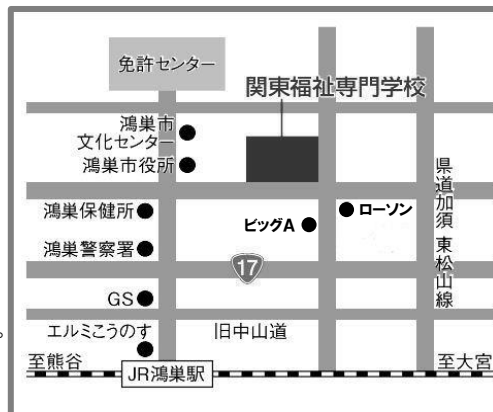 免許センター
関東福祉専門学校
鴻巣市
文化センター
鴻巣市役所
県道加須東松山線
鴻巣保健所
ビッグA
ローソン
鴻巣警察署
17
GS
エルミこうのす
旧中山道
。
至熊谷
至大宮
JR鴻巣駅